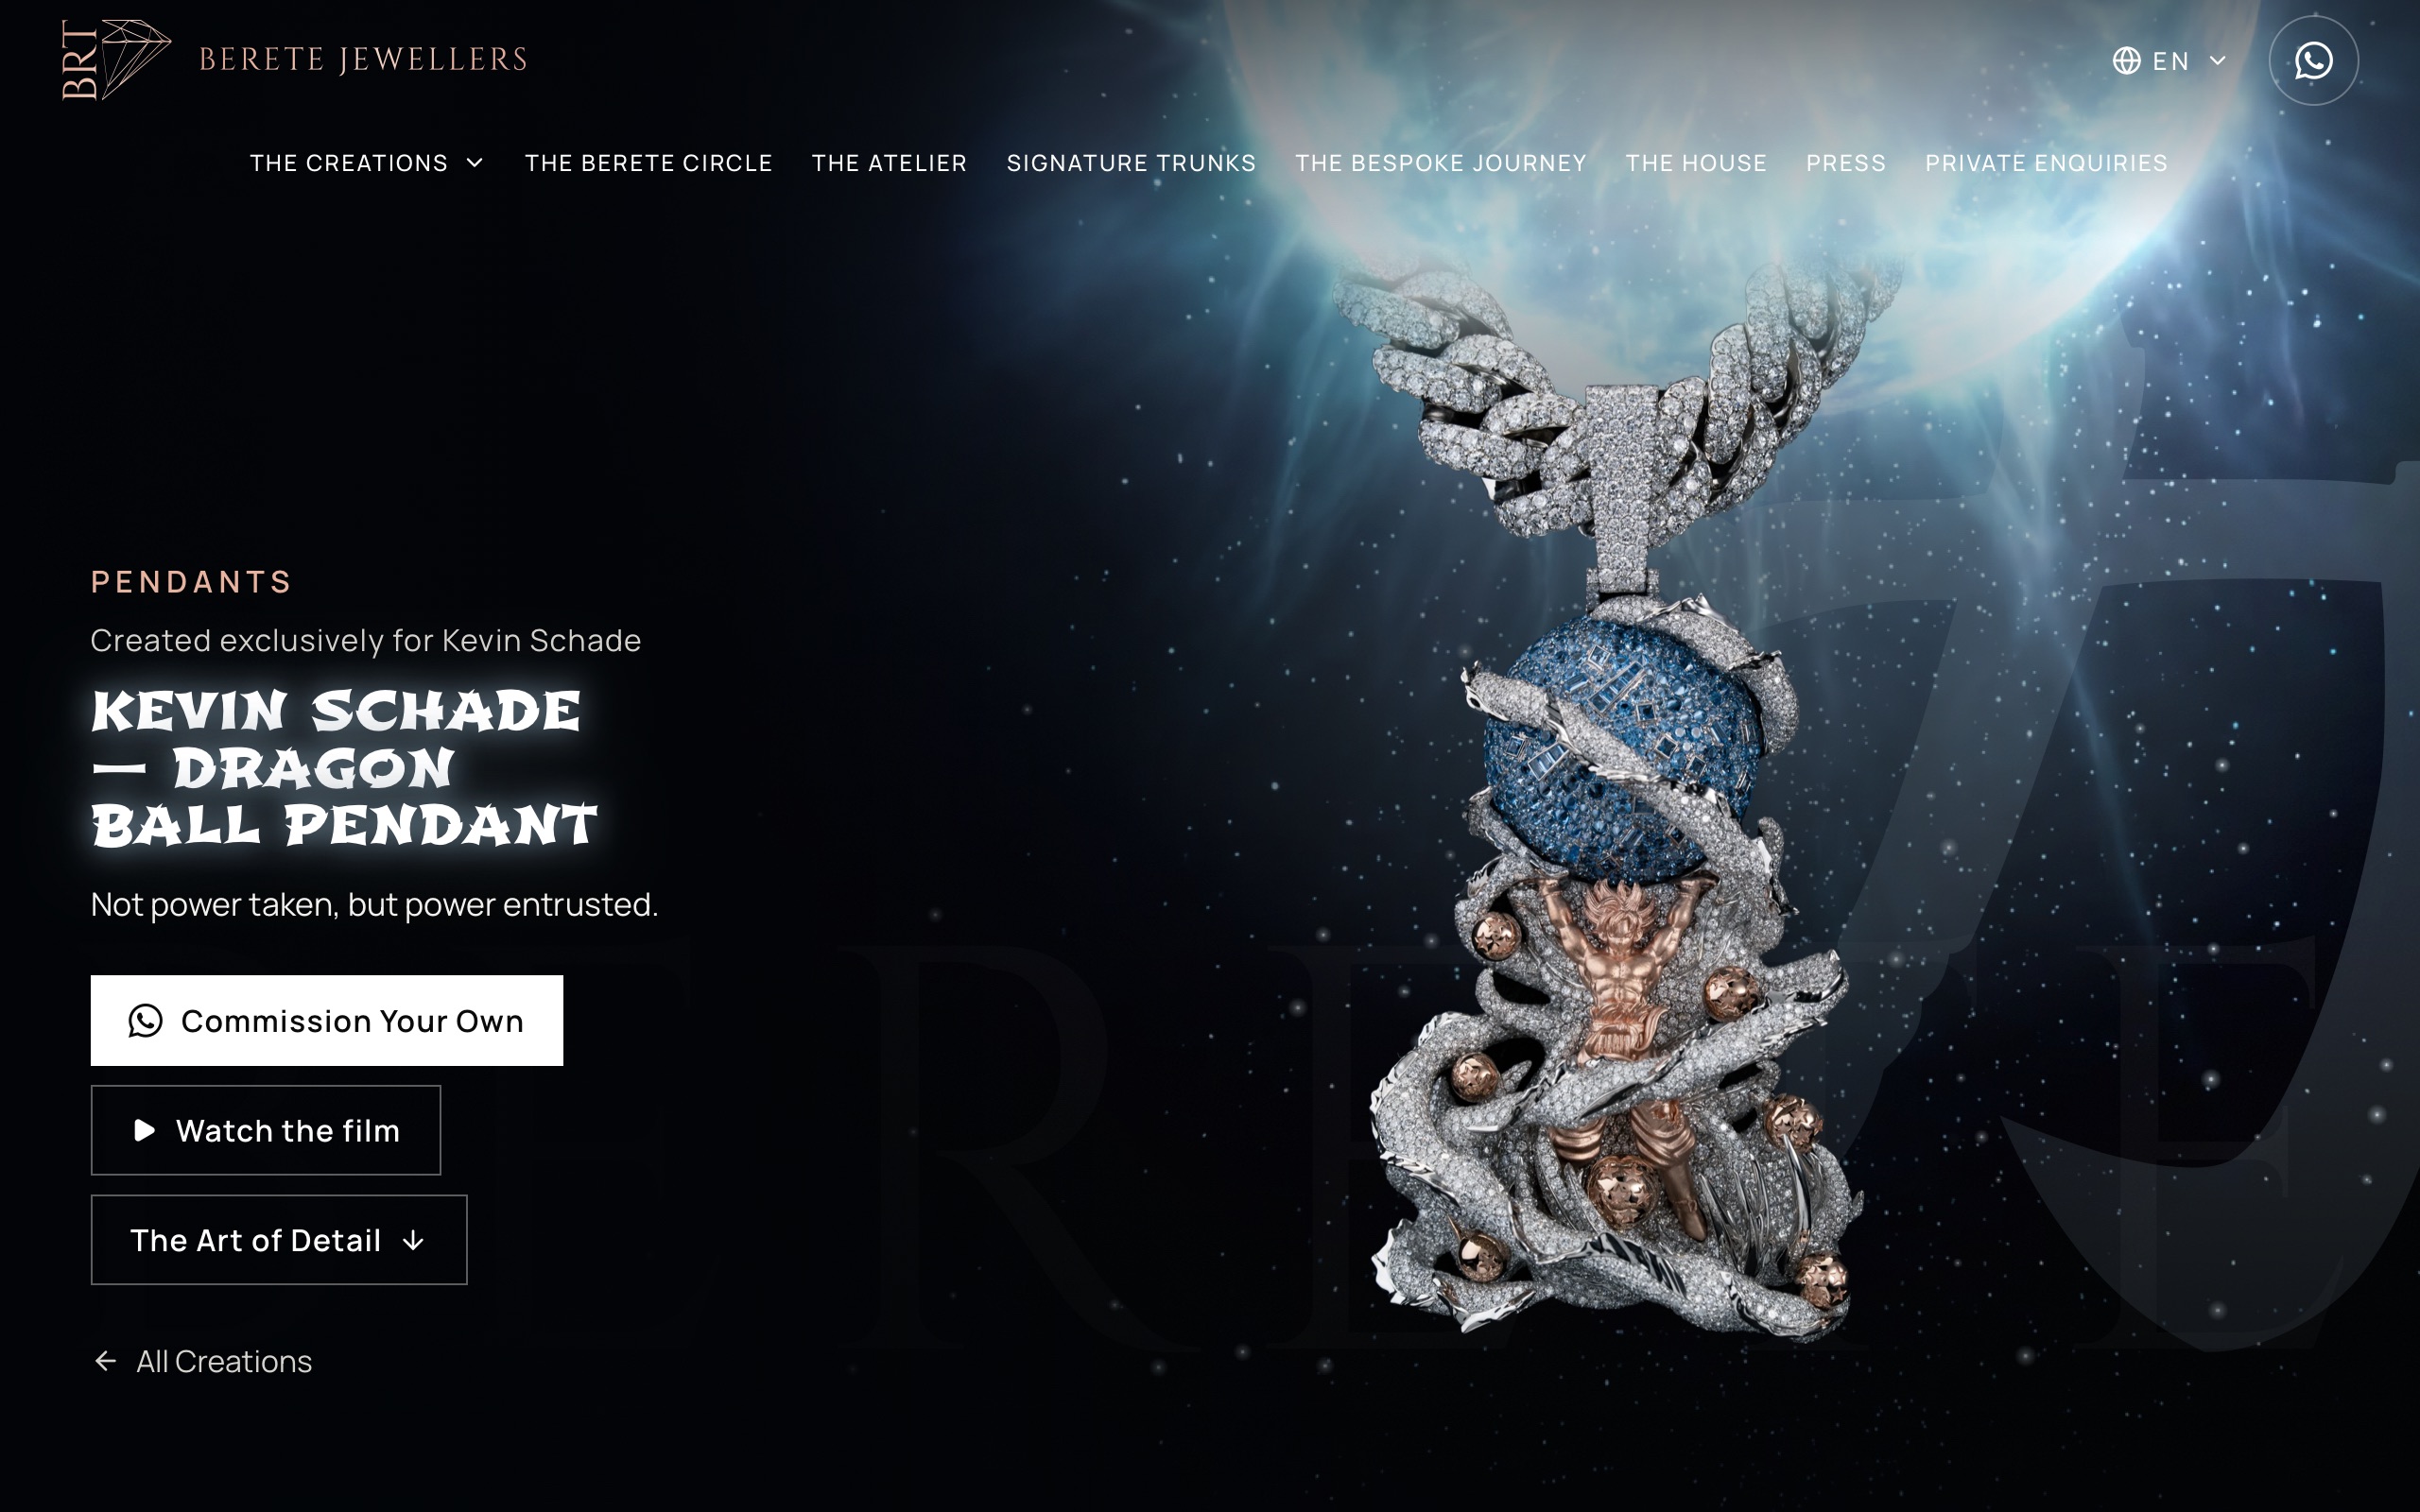 BRT
BERETE JEWELLERS
EN
THE CREATIONS
THE BERETE CIRCLE
THE ATELIER
SIGNATURE TRUNKS
THE BESPOKE JOURNEY
THE HOUSE
PRESS
PRIVATE ENQUIRIES
PENDANTS
Created exclusively for Kevin Schade
KEVIN SCHADE
— DRAGON
BALL PENDANT
Not power taken, but power entrusted.
Commission Your Own
Watch the film
The Art of Detail
All Creations
BERETE
7